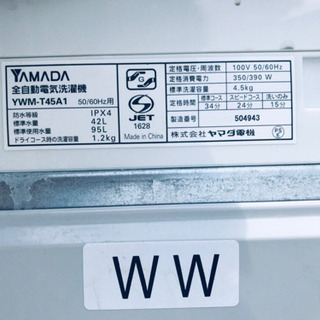 YAMADA
全自動電気洗濯機
YWM-T45A1 50/60Hz用
防水等級 IPX4
標準水量 42L
標準使用水量 95L
ドライコース時の洗濯容量 1.2kg
G
JET
1628
Made in China
定格電圧・周波数 100V 50/60Hz
定格消費電力 350/390 W
標準洗濯容量 4.5kg
標準コース スピードコース 洗いのみ
定格時間 34分 24分 15分
製造番号 504943
株式会社 ヤマダ電機
PS
E
WW